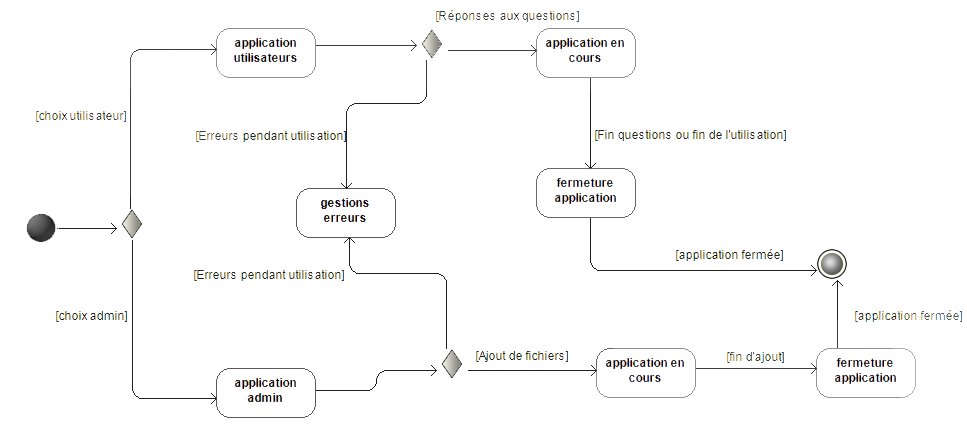 [Réponses aux questions]
application
utilisateurs
application en
cours
[choix utilisateur]
[Erreurs pendant utilisation]
[Fin questions ou fin de l'utilisation]
fermeture
application
gestions
erreurs
[application fermée]
[Erreurs pendant utilisation]
[choix admin]
[application fermée]
[Ajout de fichiers]
application en
cours
[fin d'ajout]
fermeture
application
application
admin